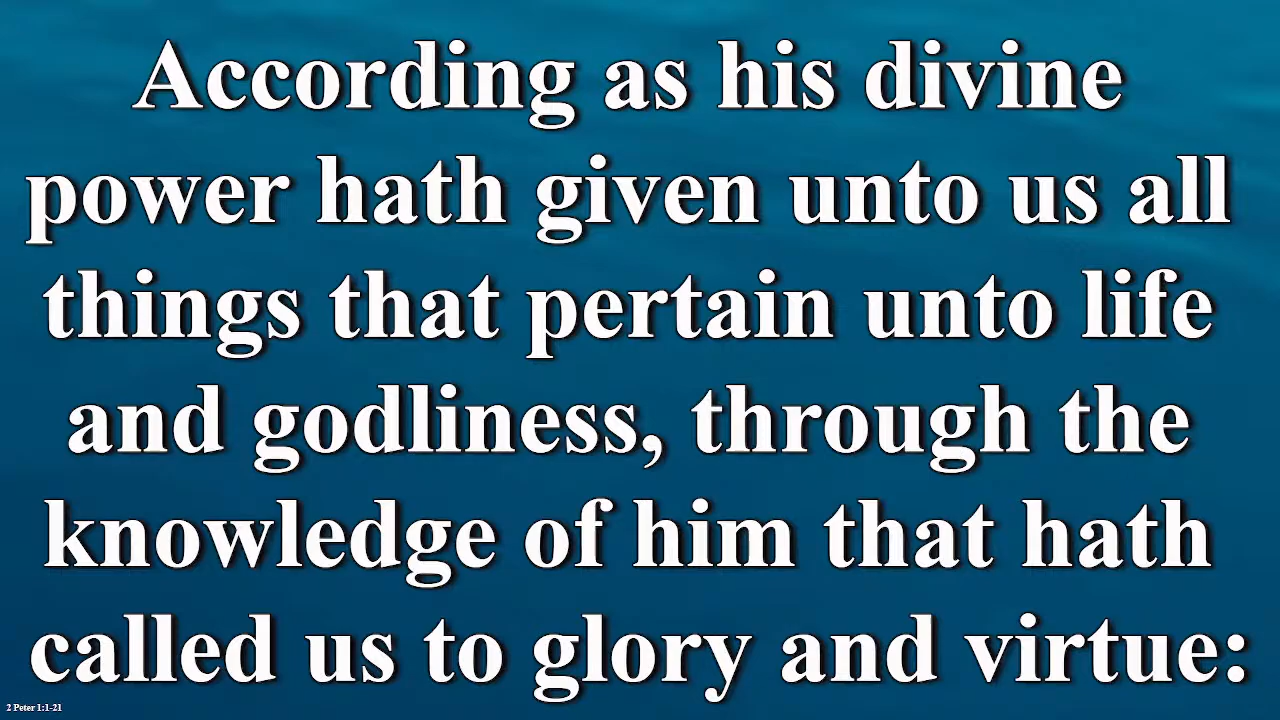 According as his divine
power hath given unto us all
things that pertain unto life
and godliness, through the
knowledge of him that hath
called us to glory and virtue:
2 Peter 1:1-21